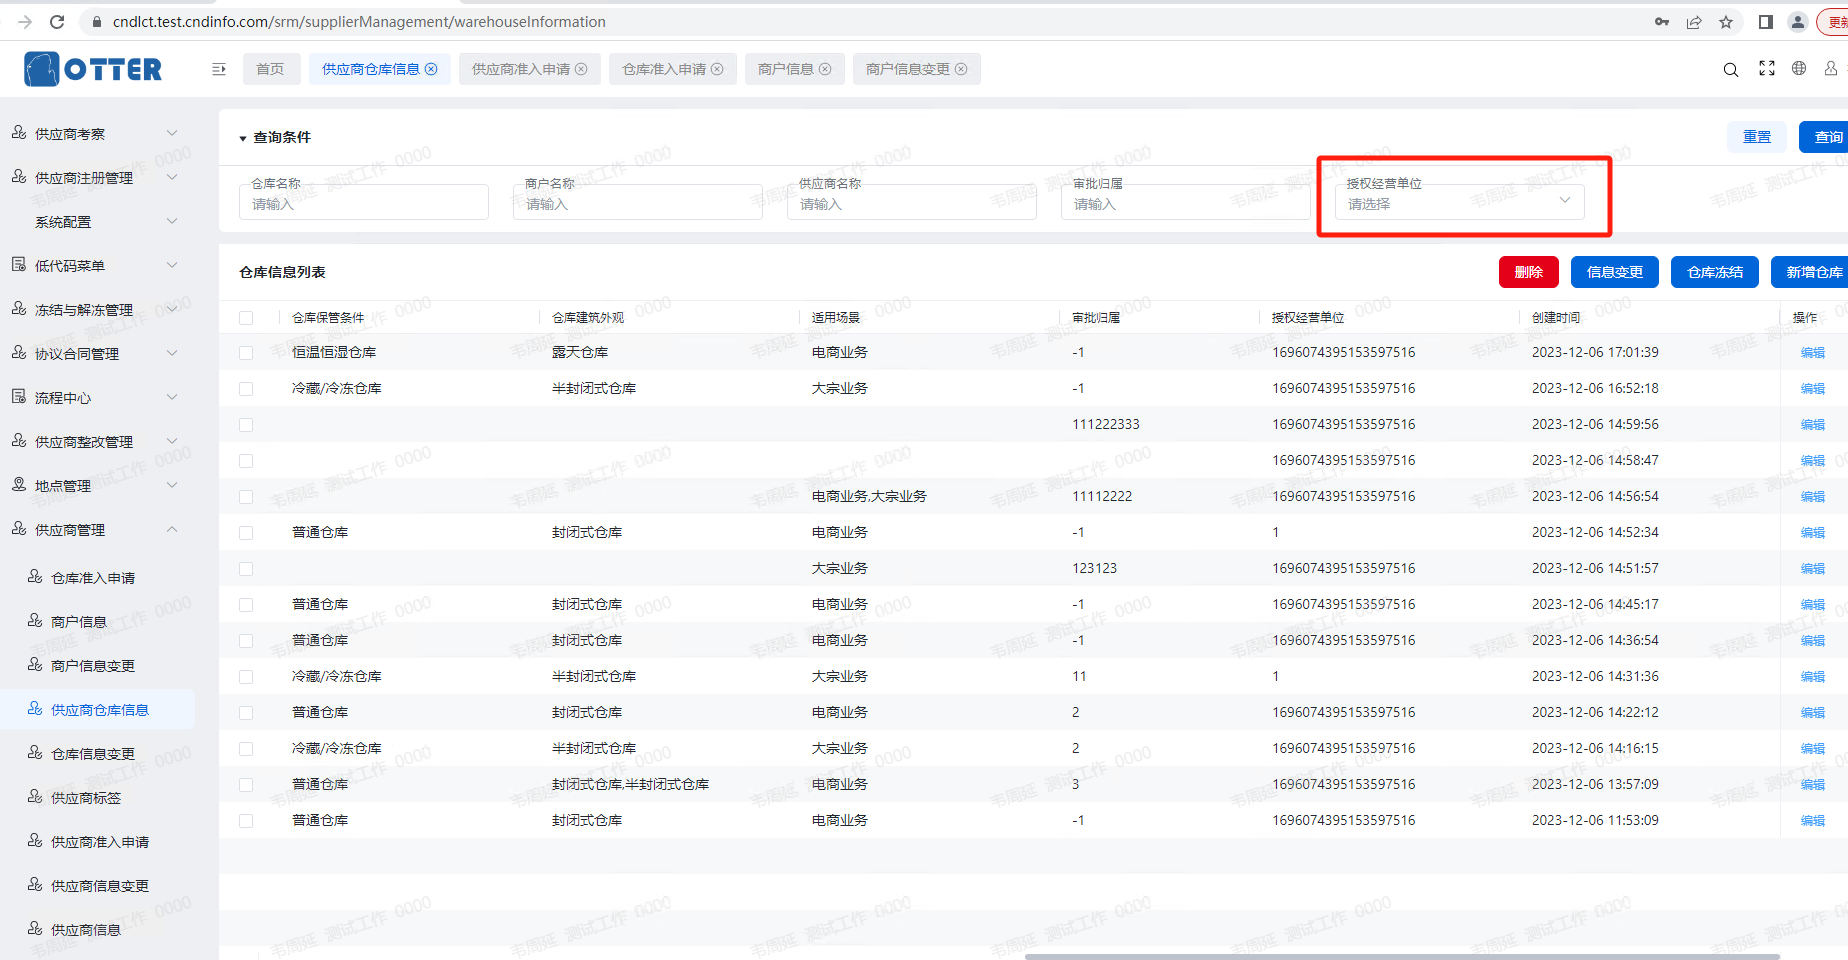 cndlct.test.cndinfo.com/srm/supplierManagement/warehouseInformation
更新
OTTER
首页 供应商仓库信息 供应商准入申请 仓库准入申请 商户信息 商户信息变更
供应商考察
供应商注册管理
系统配置
低代码菜单
冻结与解冻管理
协议合同管理
流程中心
供应商整改管理
地点管理
供应商管理
仓库准入申请
商户信息
商户信息变更
供应商仓库信息
仓库信息变更
供应商标签
供应商准入申请
供应商信息变更
供应商信息
查询条件 重置 查询
仓库名称 商户名称 供应商名称 审批归属 授权经营单位
请输入 请输入 请输入 请输入 请选择
仓库信息列表 删除 信息变更 仓库冻结 新增仓库
仓库保管条件 仓库建筑外观 适用场景 审批归属 授权经营单位 创建时间 操作
恒温恒湿仓库 露天仓库 电商业务 -1 1696074395153597516 2023-12-06 17:01:39 编辑
冷藏/冷冻仓库 半封闭式仓库 大宗业务 -1 1696074395153597516 2023-12-06 16:52:18 编辑
111222333 1696074395153597516 2023-12-06 14:59:56 编辑
1696074395153597516 2023-12-06 14:58:47 编辑
电商业务,大宗业务 11112222 1696074395153597516 2023-12-06 14:56:54 编辑
普通仓库 封闭式仓库 电商业务 -1 1 2023-12-06 14:52:34 编辑
大宗业务 123123 1696074395153597516 2023-12-06 14:51:57 编辑
普通仓库 封闭式仓库 电商业务 -1 1696074395153597516 2023-12-06 14:45:17 编辑
普通仓库 封闭式仓库 电商业务 -1 1696074395153597516 2023-12-06 14:36:54 编辑
冷藏/冷冻仓库 半封闭式仓库 大宗业务 11 1 2023-12-06 14:31:36 编辑
普通仓库 封闭式仓库 电商业务 2 1696074395153597516 2023-12-06 14:22:12 编辑
冷藏/冷冻仓库 半封闭式仓库 大宗业务 2 1696074395153597516 2023-12-06 14:16:15 编辑
普通仓库 封闭式仓库,半封闭式仓库 电商业务 3 1696074395153597516 2023-12-06 13:57:09 编辑
普通仓库 封闭式仓库 电商业务 -1 1696074395153597516 2023-12-06 11:53:09 编辑
韦周延 测试工作 0000